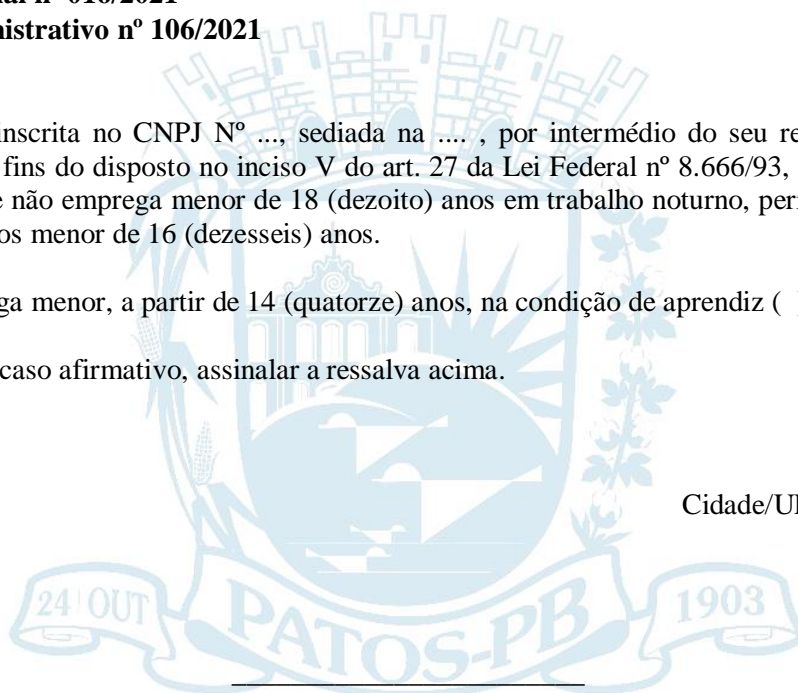 nal nº 016/2021
nistrativo nº 106/2021
inscrita no CNPJ Nº ..., sediada na .... , por intermédio do seu re
fins do disposto no inciso V do art. 27 da Lei Federal nº 8.666/93,
e não emprega menor de 18 (dezoito) anos em trabalho noturno, per
os menor de 16 (dezesseis) anos.
ga menor, a partir de 14 (quatorze) anos, na condição de aprendiz ( )
caso afirmativo, assinalar a ressalva acima.
Cidade/U
24 OUT
PATOS-PB
1903